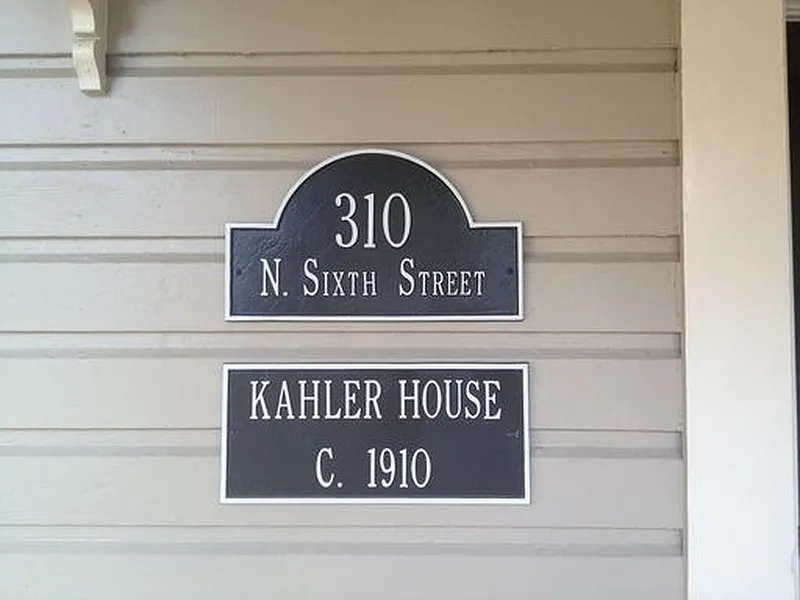 310
N. SIXTH STREET
KAHLER HOUSE
C. 1910